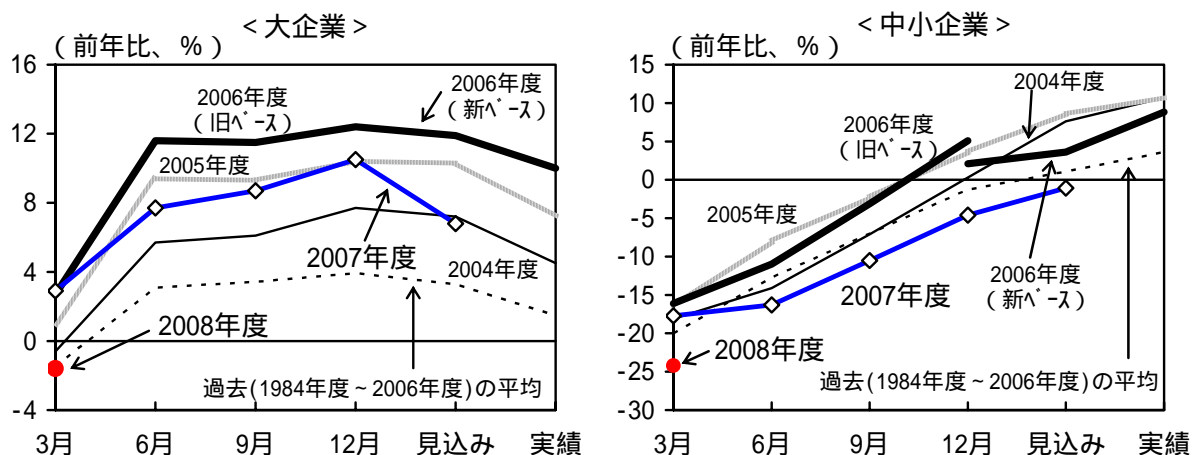 <大企業>
(前年比、%)
16
12
8
4
0
-4
2006年度
(旧ベース)
2006年度
(新ベース)
2005年度
2007年度
2004年度
2008年度
過去(1984年度~2006年度)の平均
3月 6月 9月 12月 見込み 実績
<中小企業>
(前年比、%)
15
10
5
0
-5
-10
-15
-20
-25
-30
2004年度
2006年度
(旧ベース)
2005年度
2006年度
(新ベース)
2007年度
2008年度
過去(1984年度~2006年度)の平均
3月 6月 9月 12月 見込み 実績